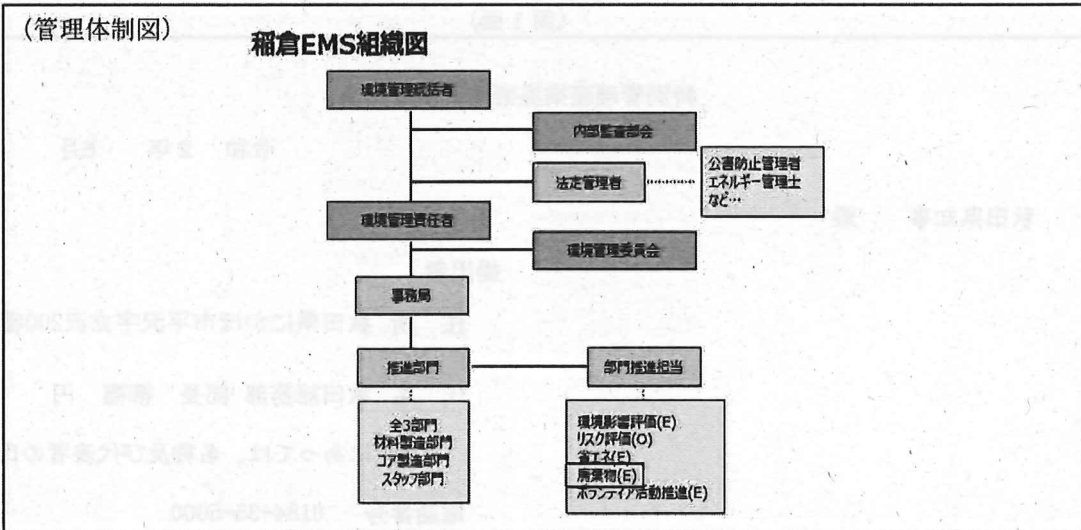 (管理体制図)
稲倉EMS組織図
環境管理統括者
内部監査部会
法定管理者
公害防止管理者
エネルギー管理士
など…
環境管理責任者
環境管理委員会
事務局
推進部門
部門推進担当
全3部門
材料製造部門
コア製造部門
スタッフ部門
環境影響評価(E)
リスク評価(O)
省エネ(E)
廃棄物(E)
ボランティア活動推進(E)